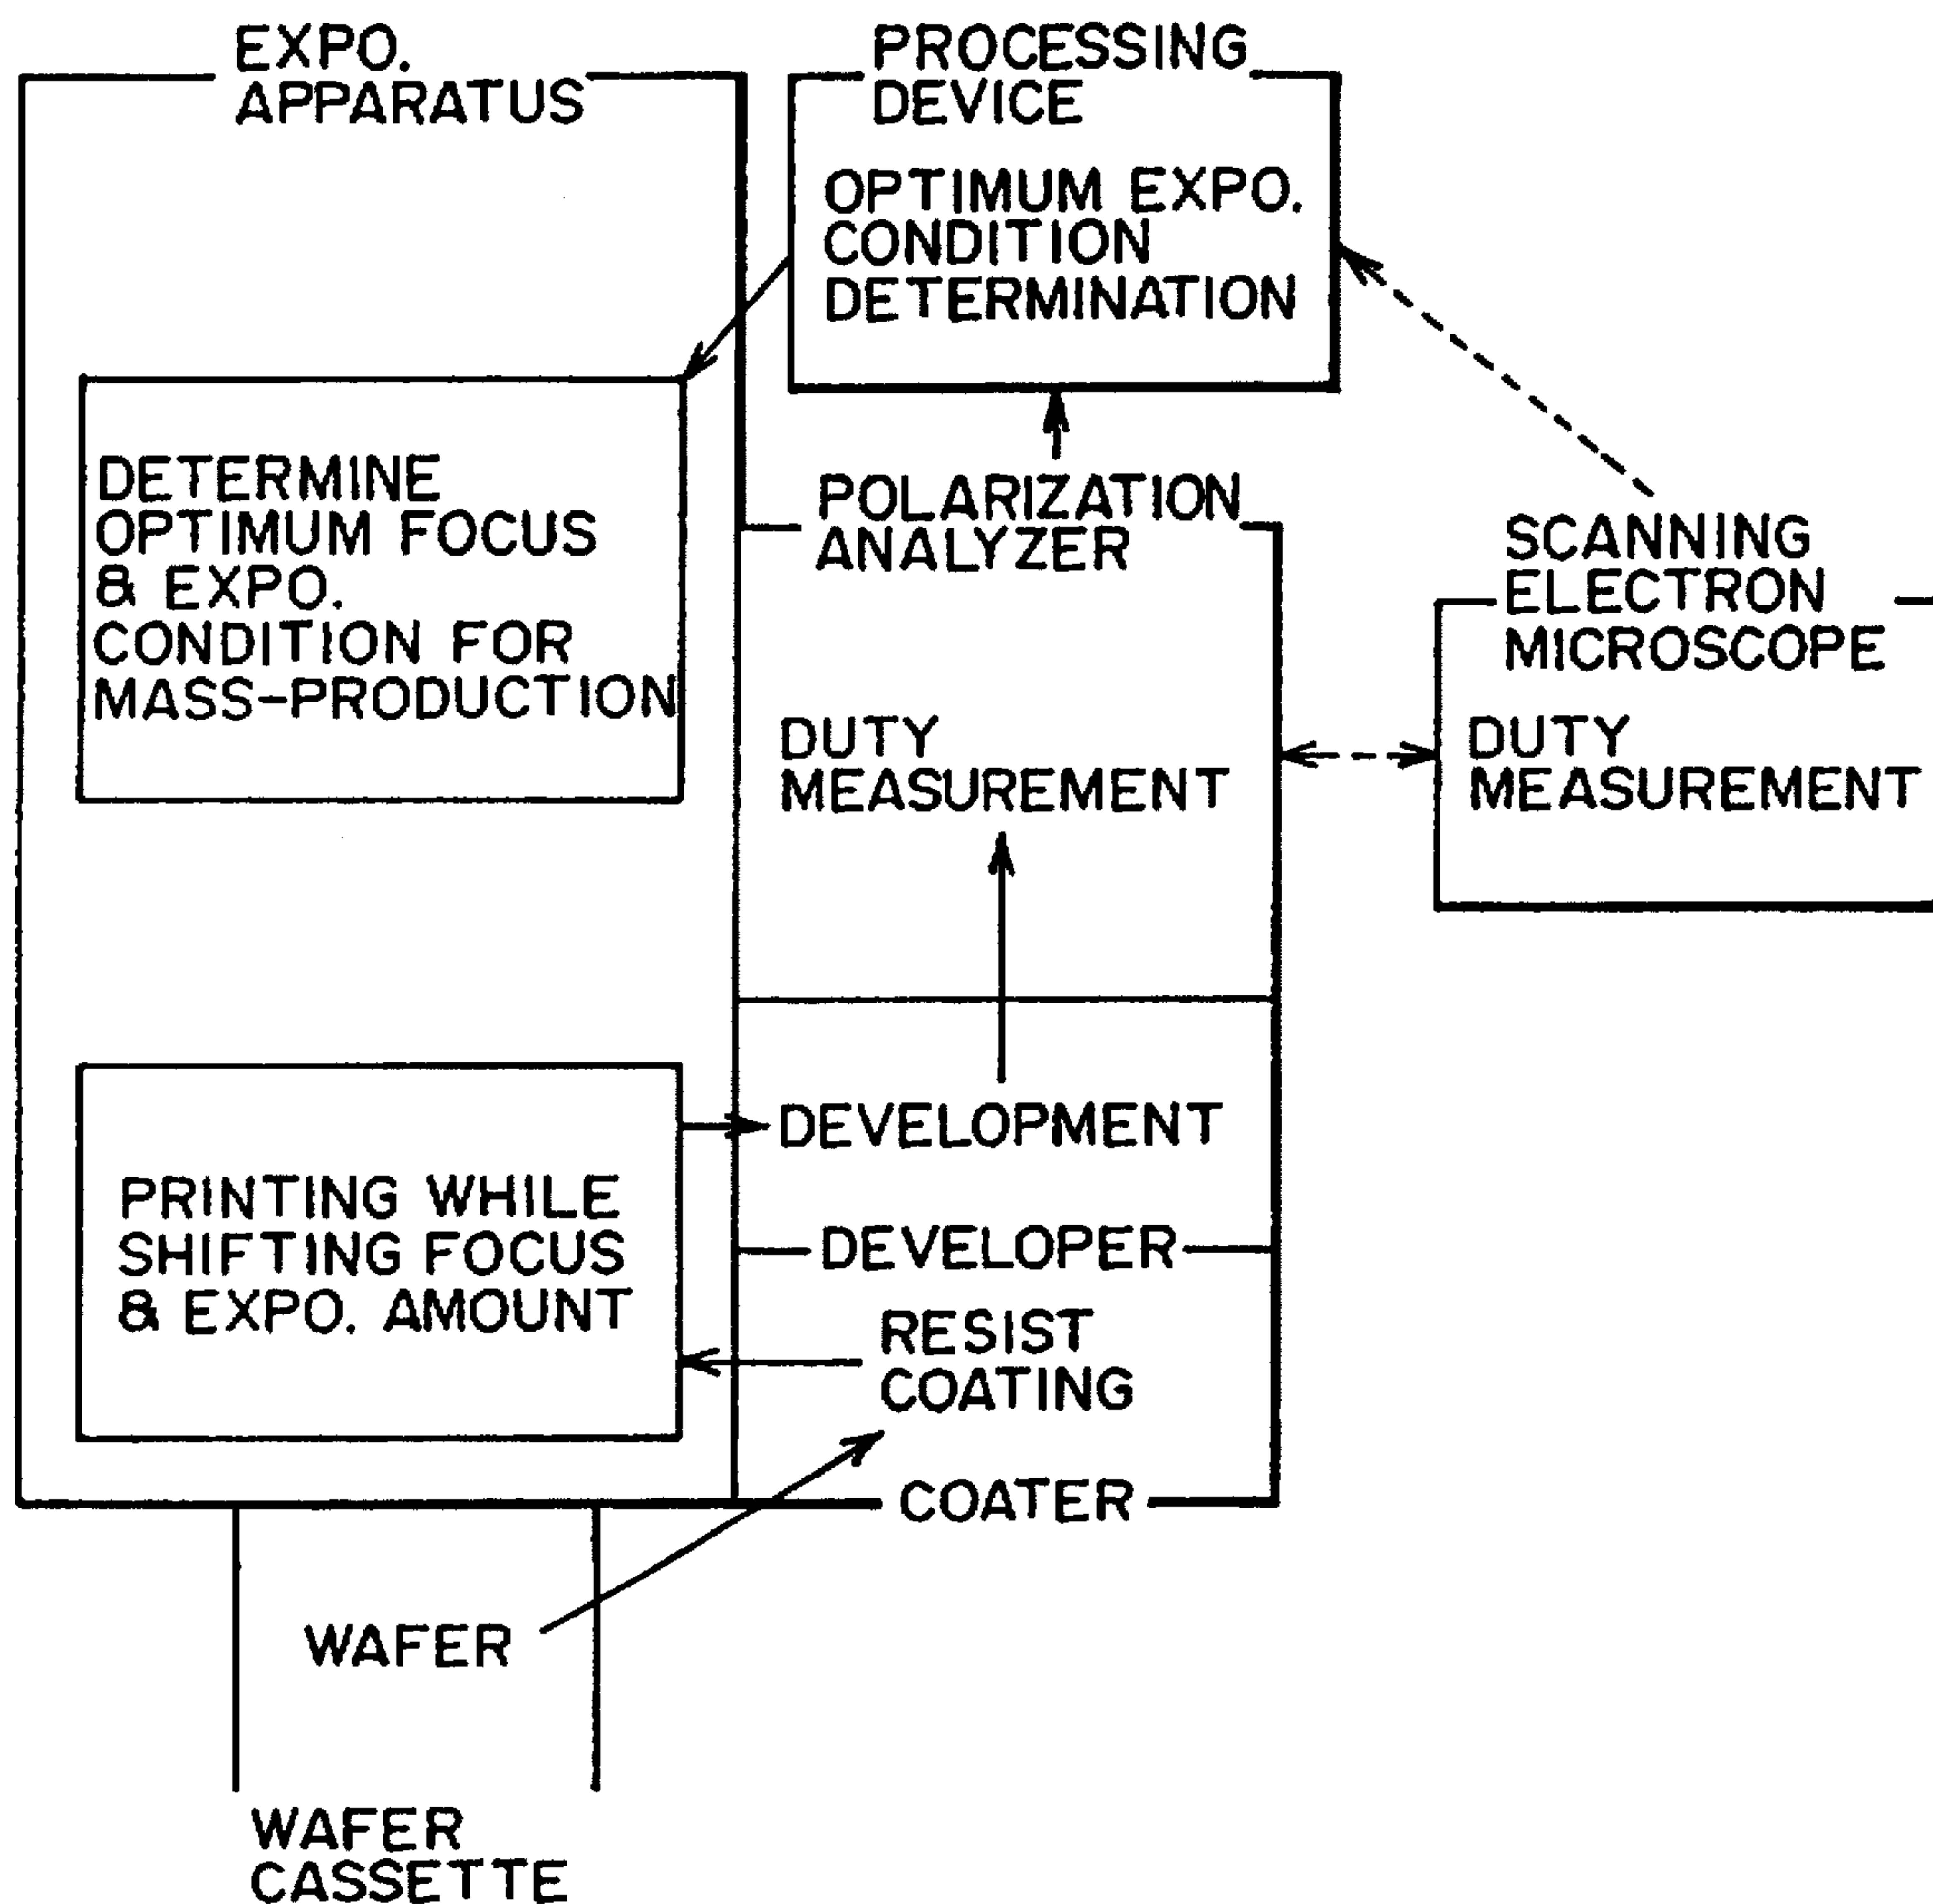 EXPO.
APPARATUS
PROCESSING
DEVICE
OPTIMUM EXPO.
CONDITION
DETERMINATION
DETERMINE
OPTIMUM FOCUS
& EXPO.
CONDITION FOR
MASS-PRODUCTION
POLARIZATION
ANALYZER
DUTY
MEASUREMENT
SCANNING
ELECTRON
MICROSCOPE
DUTY
MEASUREMENT
PRINTING WHILE
SHIFTING FOCUS
& EXPO. AMOUNT
DEVELOPMENT
DEVELOPER
RESIST
COATING
COATER
WAFER
WAFER
CASSETTE